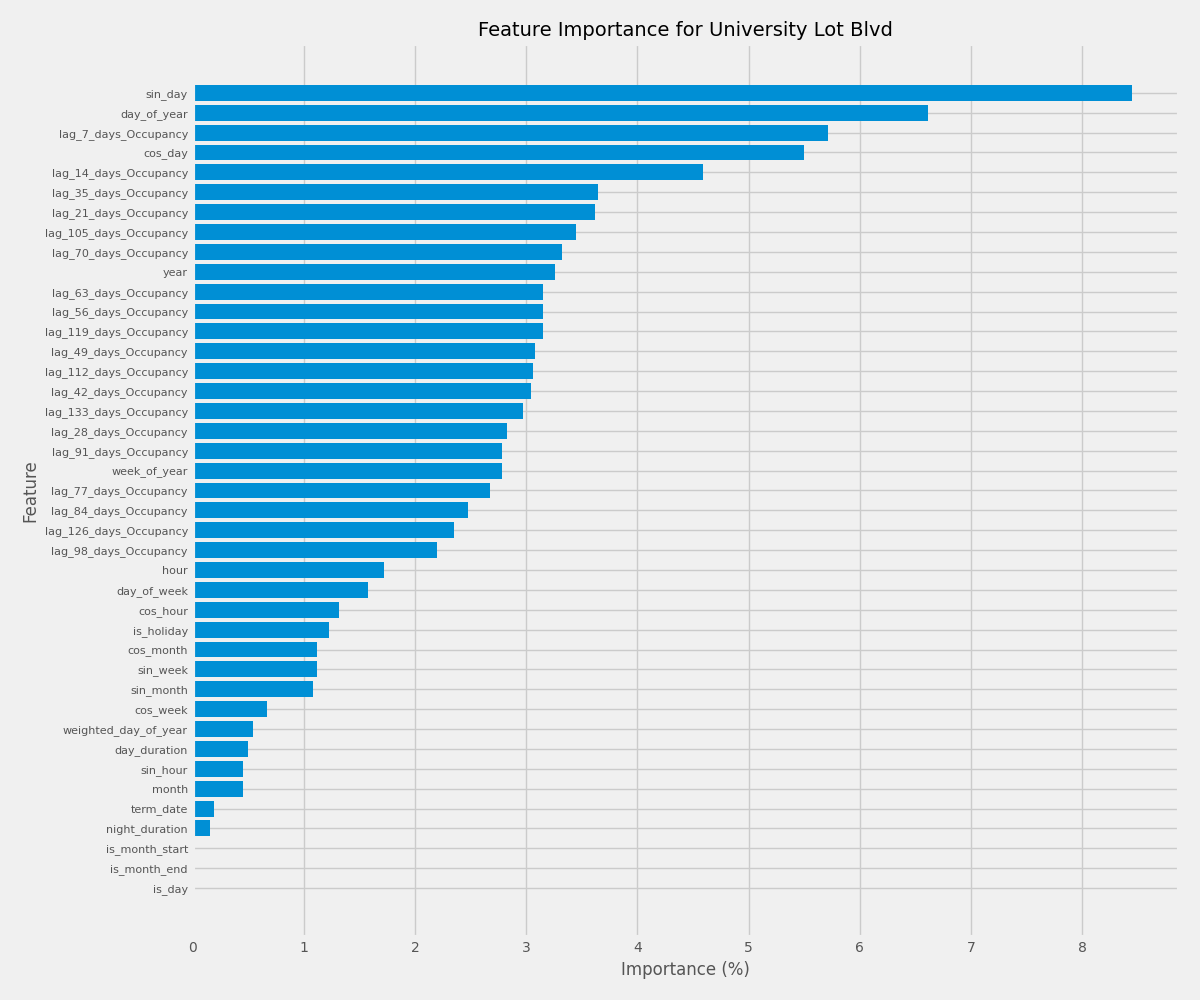 Feature Importance for University Lot Blvd
sin_day
day_of_year
lag_7_days_Occupancy
cos_day
lag_14_days_Occupancy
lag_35_days_Occupancy
lag_21_days_Occupancy
lag_105_days_Occupancy
lag_70_days_Occupancy
year
lag_63_days_Occupancy
lag_56_days_Occupancy
lag_119_days_Occupancy
lag_49_days_Occupancy
lag_112_days_Occupancy
lag_42_days_Occupancy
lag_133_days_Occupancy
lag_28_days_Occupancy
lag_91_days_Occupancy
week_of_year
lag_77_days_Occupancy
lag_84_days_Occupancy
lag_126_days_Occupancy
lag_98_days_Occupancy
hour
day_of_week
cos_hour
is_holiday
cos_month
sin_week
sin_month
cos_week
weighted_day_of_year
day_duration
sin_hour
month
term_date
night_duration
is_month_start
is_month_end
is_day
Feature
0 1 2 3 4 5 6 7 8
Importance (%)